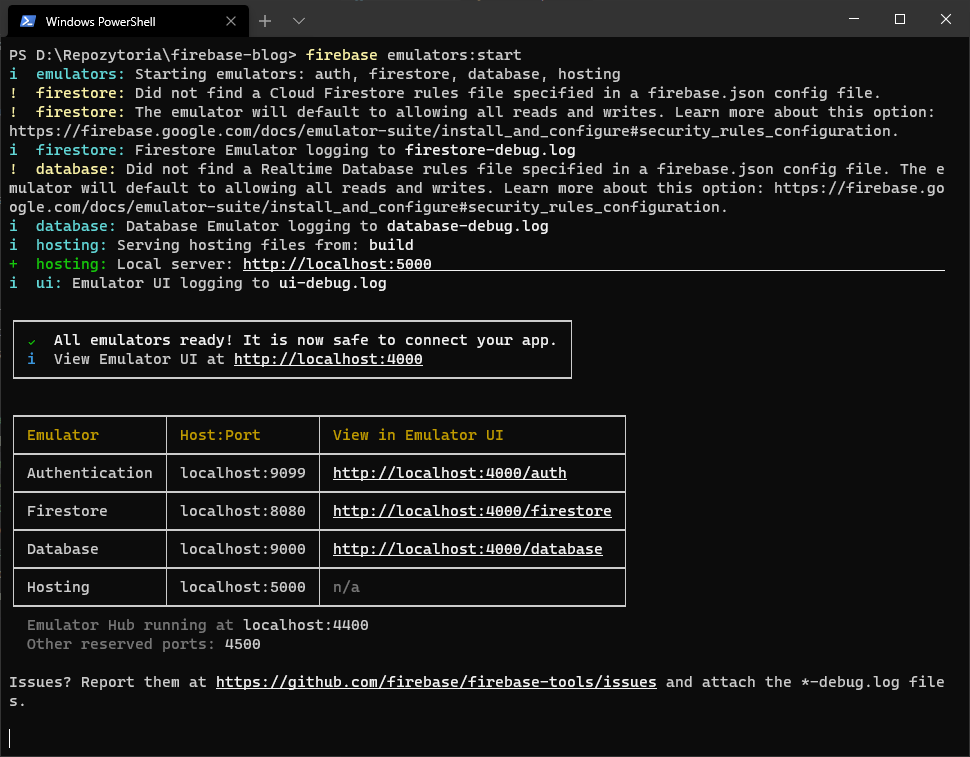 Windows PowerShell
PS D:\Repozytoria\firebase-blog> firebase emulators:start
i  emulators: Starting emulators: auth, firestore, database, hosting
!  firestore: Did not find a Cloud Firestore rules file specified in a firebase.json config file.
!  firestore: The emulator will default to allowing all reads and writes. Learn more about this option:
https://firebase.google.com/docs/emulator-suite/install_and_configure#security_rules_configuration.
i  firestore: Firestore Emulator logging to firestore-debug.log
!  database: Did not find a Realtime Database rules file specified in a firebase.json config file. The e
mulator will default to allowing all reads and writes. Learn more about this option: https://firebase.go
ogle.com/docs/emulator-suite/install_and_configure#security_rules_configuration.
i  database: Database Emulator logging to database-debug.log
i  hosting: Serving hosting files from: build
+  hosting: Local server: http://localhost:5000
i  ui: Emulator UI logging to ui-debug.log
✓  All emulators ready! It is now safe to connect your app.
i  View Emulator UI at http://localhost:4000
Emulator Host:Port View in Emulator UI
Authentication localhost:9099 http://localhost:4000/auth
Firestore localhost:8080 http://localhost:4000/firestore
Database localhost:9000 http://localhost:4000/database
Hosting localhost:5000 n/a
Emulator Hub running at localhost:4400
Other reserved ports: 4500
Issues? Report them at https://github.com/firebase/firebase-tools/issues and attach the *-debug.log file
s.